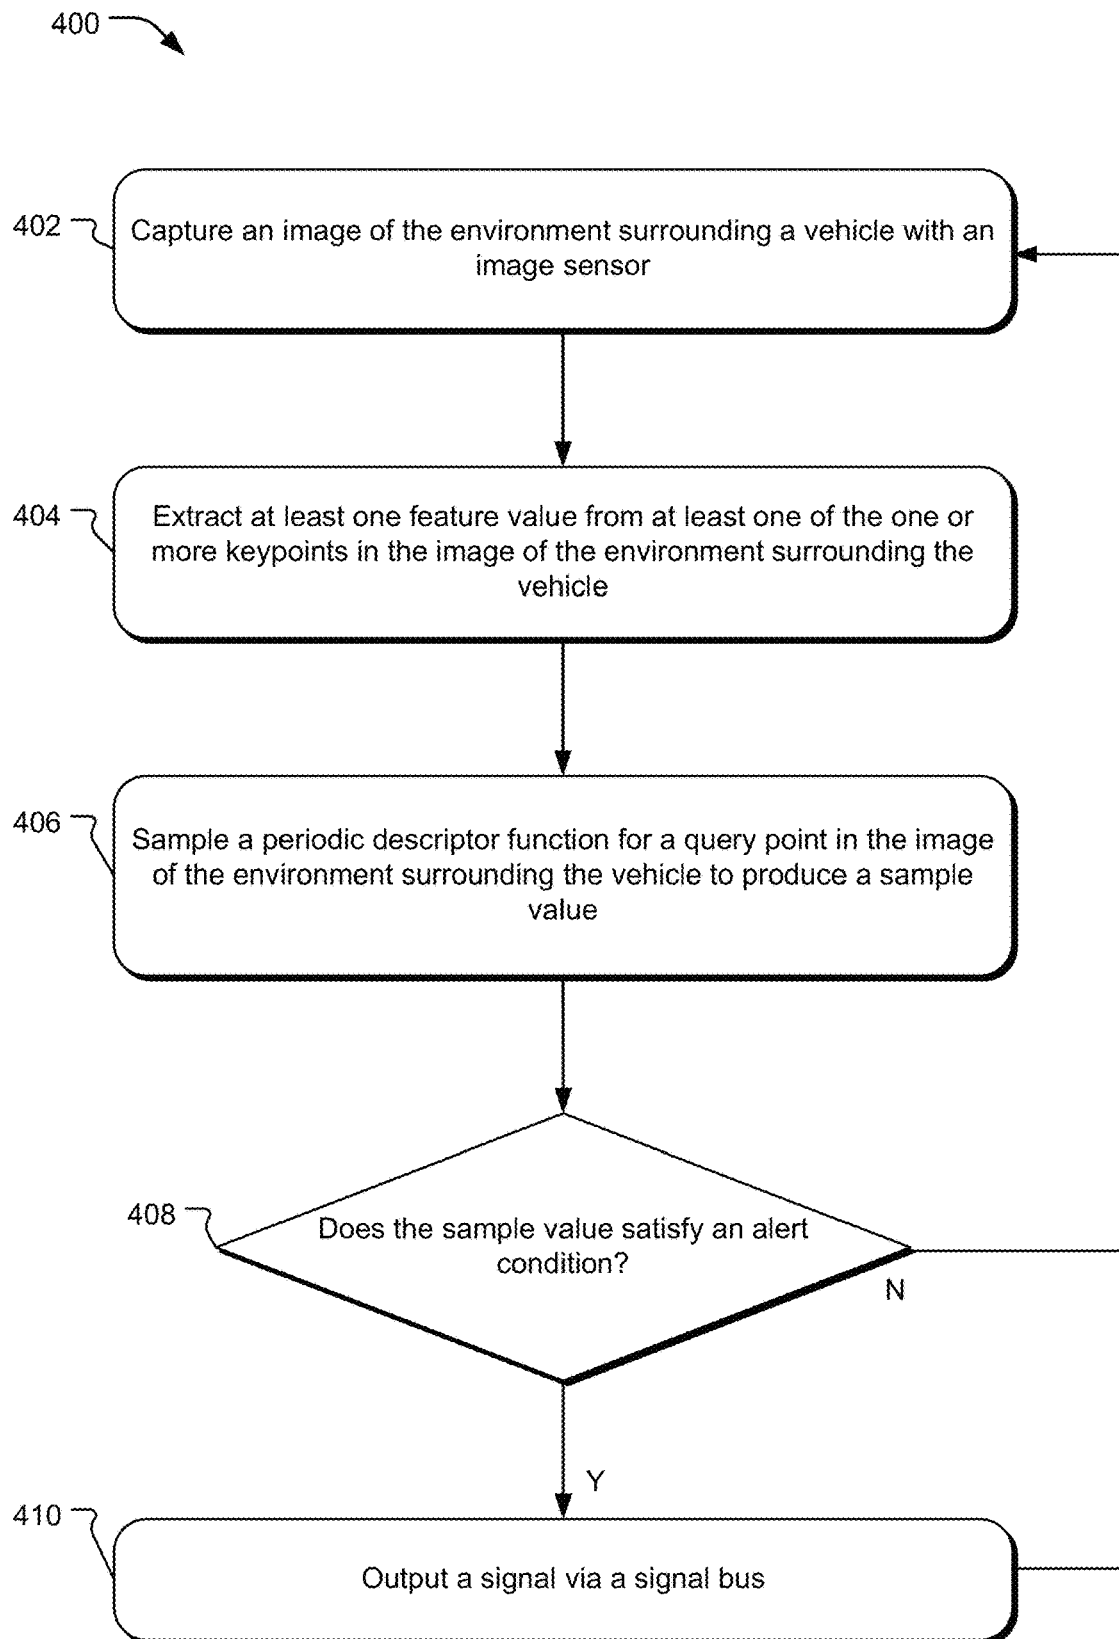 400
402
Capture an image of the environment surrounding a vehicle with an
image sensor
404
Extract at least one feature value from at least one of the one or
more keypoints in the image of the environment surrounding the
vehicle
406
Sample a periodic descriptor function for a query point in the image
of the environment surrounding the vehicle to produce a sample
value
408
Does the sample value satisfy an alert
condition?
N
Y
410
Output a signal via a signal bus